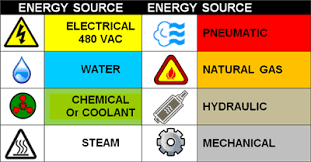 ENERGY SOURCE
ENERGY SOURCE
ELECTRICAL
480 VAC
PNEUMATIC
WATER
NATURAL GAS
CHEMICAL
Or COOLANT
HYDRAULIC
STEAM
MECHANICAL